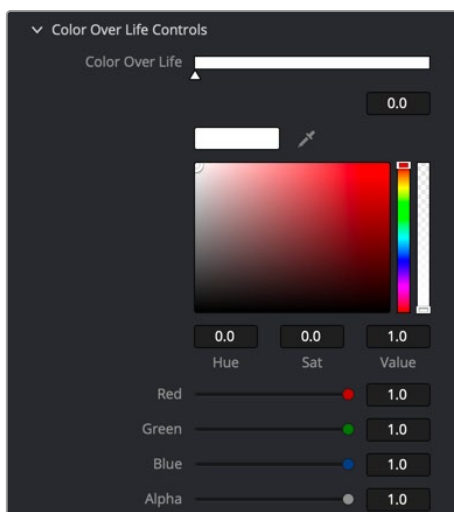 Color Over Life Controls
Color Over Life
0.0
0.0 0.0 1.0
Hue Sat Value
Red 1.0
Green 1.0
Blue 1.0
Alpha 1.0